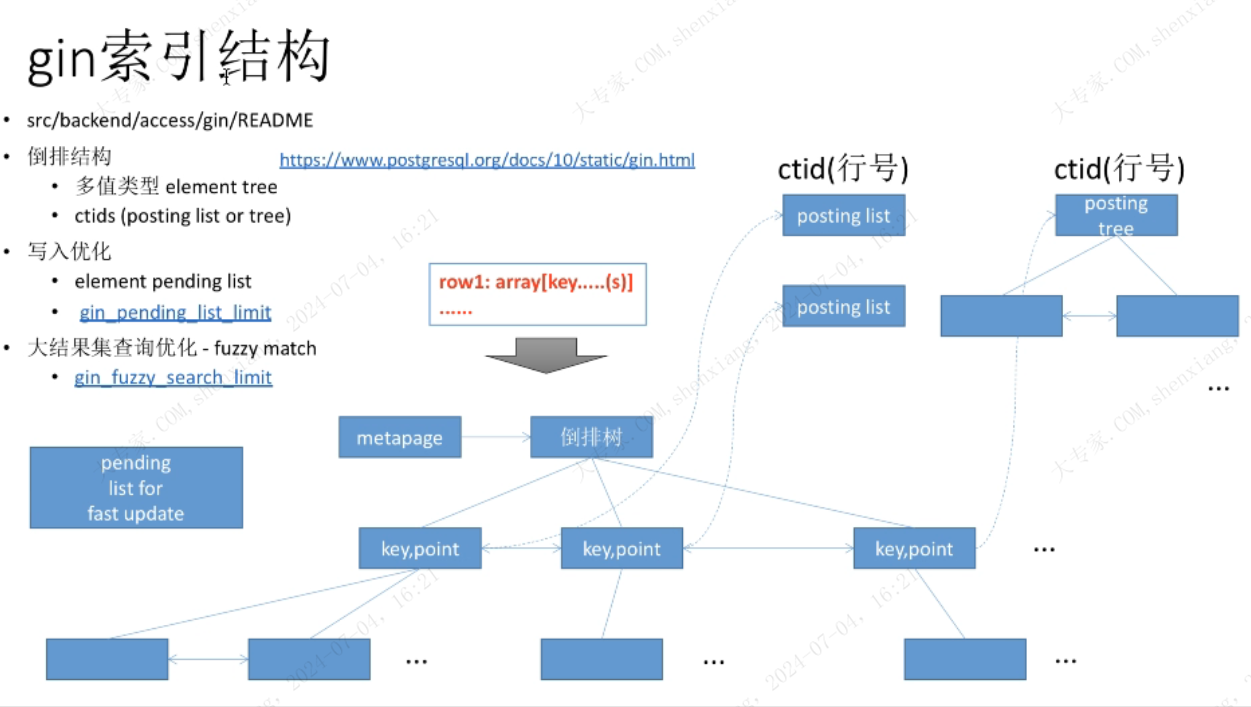 gin索引结构
src/backend/access/gin/README
倒排结构
https://www.postgresql.org/docs/10/static/gin.html
多值类型 element tree
ctids (posting list or tree)
写入优化
element pending list
gin_pending_list_limit
大结果集查询优化 - fuzzy match
gin_fuzzy_search_limit
ctid(行号)
posting list
posting list
ctid(行号)
posting
tree
...
row1: array[key.....(s)]
......
metapage
倒排树
pending
list for
fast update
key,point
key,point
key,point
...
...
...
...
大专家.COM, shenxiang, 2024-07-04, 16:21